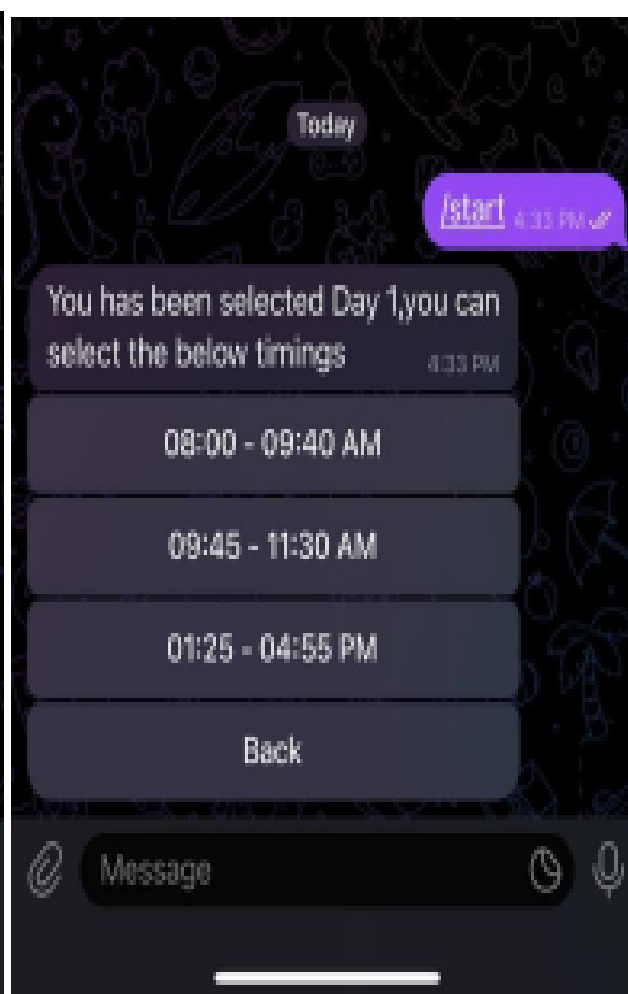 Today
/start 4:33 PM
You has been selected Day 1,you can
select the below timings 4:33 PM
08:00 - 09:40 AM
09:45 - 11:30 AM
01:25 - 04:55 PM
Back
Message